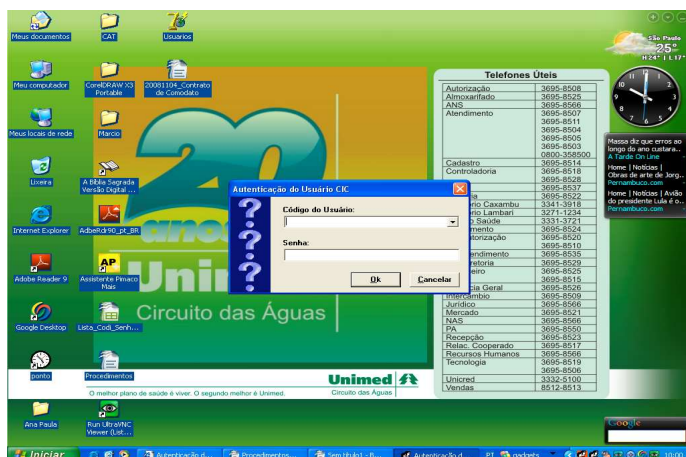 Meus documentos
CAT
Usuarios
Meu computador
CorelDRAW X3
Portable
20081104_Contrato
de Comodato
Meus locais de rede
Marcio
Lixeira
A Bíblia Sagrada
Versão Digital ...
Internet Explorer
AdbeRdr90_pt_BR
Adobe Reader 9
Assistente Pimaco
Mais
Google Desktop
Lista_Codi_Senh...
ponto
Procedimentos
Ana Paula
Run UltraVNC
Viewer (List...
20
anos
Unimed
Circuito das Águas
O melhor plano de saúde é viver. O segundo melhor é Unimed.
Unimed
Circuito das Águas
Autenticação do Usuário CIC
Código do Usuário:
Senha:
Ok
Cancelar
Telefones Úteis
Autorização 3695-8508
Almoxarifado 3695-8525
ANS 3695-8566
Atendimento 3695-8507
3695-8511
3695-8504
3695-8505
3695-8503
0800-358500
Cadastro 3695-8514
Controladoria 3695-8518
3695-8528
3695-8537
3695-8522
Caxambu 3341-3918
Lambari 3271-1234
Saúde 3331-3721
3695-8524
3695-8520
3695-8535
3695-8529
3695-8525
3695-8515
Geral 3695-8526
Intercâmbio 3695-8509
Jurídico 3695-8566
Mercado 3695-8521
NAS 3695-8566
PA 3695-8550
Recepção 3695-8523
Relac. Cooperado 3695-8517
Recursos Humanos 3695-8566
Tecnologia 3695-8519
3695-8506
Unicred 3332-5100
Vendas 8512-8513
São Paulo
25°
Massa diz que erros ao
longo do ano custara..
A Tarde On Line
Home | Notícias |
Obras de arte de Jorg..
Pernambuco.com
Home | Notícias | Avião
do presidente Lula é o..
Pernambuco.com
Google
Iniciar
Autenticação d...
Procedimentos...
Autenticação d...
PT
gadgets
10:00